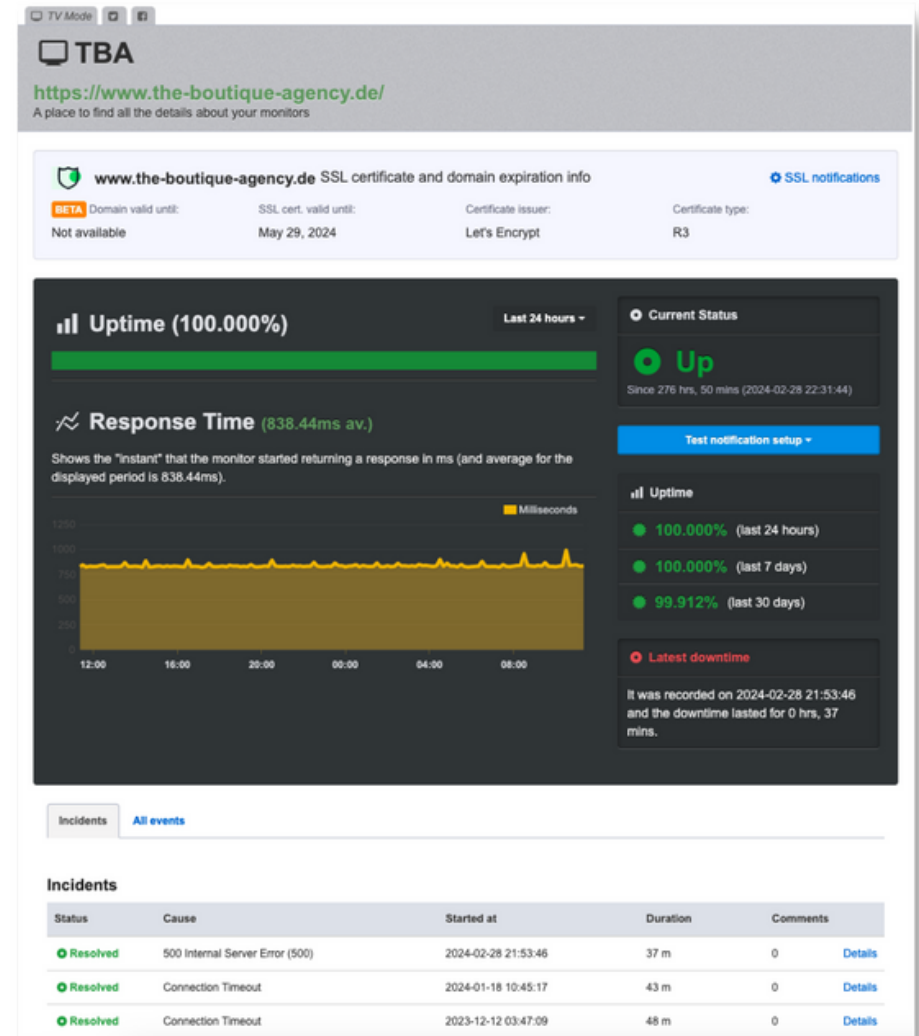 TV Mode
TBA
https://www.the-boutique-agency.de/
A place to find all the details about your monitors
www.the-boutique-agency.de SSL certificate and domain expiration info
SSL notifications
BETA Domain valid until: SSL cert. valid until: Certificate issuer: Certificate type:
Not available May 29, 2024 Let's Encrypt R3
Uptime (100.000%)
Last 24 hours
Response Time (838.44ms av.)
Shows the "instant" that the monitor started returning a response in ms (and average for the
displayed period is 838.44ms).
Milliseconds
1250
1000
750
500
250
0
12:00 16:00 20:00 00:00 04:00 08:00
Current Status
Up
Since 276 hrs, 50 mins (2024-02-28 22:31:44)
Test notification setup
Uptime
100.000% (last 24 hours)
100.000% (last 7 days)
99.912% (last 30 days)
Latest downtime
It was recorded on 2024-02-28 21:53:46
and the downtime lasted for 0 hrs, 37
mins.
Incidents All events
Incidents
Status Cause Started at Duration Comments
Resolved 500 Internal Server Error (500) 2024-02-28 21:53:46 37 m 0 Details
Resolved Connection Timeout 2024-01-18 10:45:17 43 m 0 Details
Resolved Connection Timeout 2023-12-12 03:47:09 48 m 0 Details